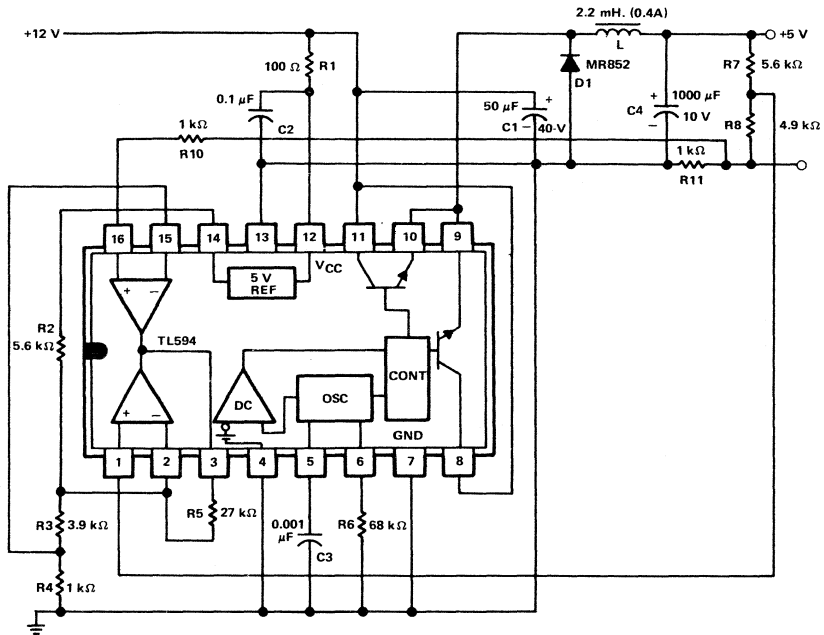 2.2 mH. (0.4A)
+12 V
L
+5 V
100 Ω
R1
MR852
D1
R7
5.6 kΩ
0.1 μF
C2
50 μF
+
C1
−
40-V
+
1000 μF
C4
10 V
−
R8
4.9 kΩ
1 kΩ
R10
1 kΩ
R11
16
15
14
13
12
11
10
9
VCC
5 V
REF
+
−
R2
5.6 kΩ
TL594
CONT
DC
OSC
+
−
GND
1
2
3
4
5
6
7
8
R5
27 kΩ
0.001
μF
C3
R6
68 kΩ
R3
3.9 kΩ
R4
1 kΩ